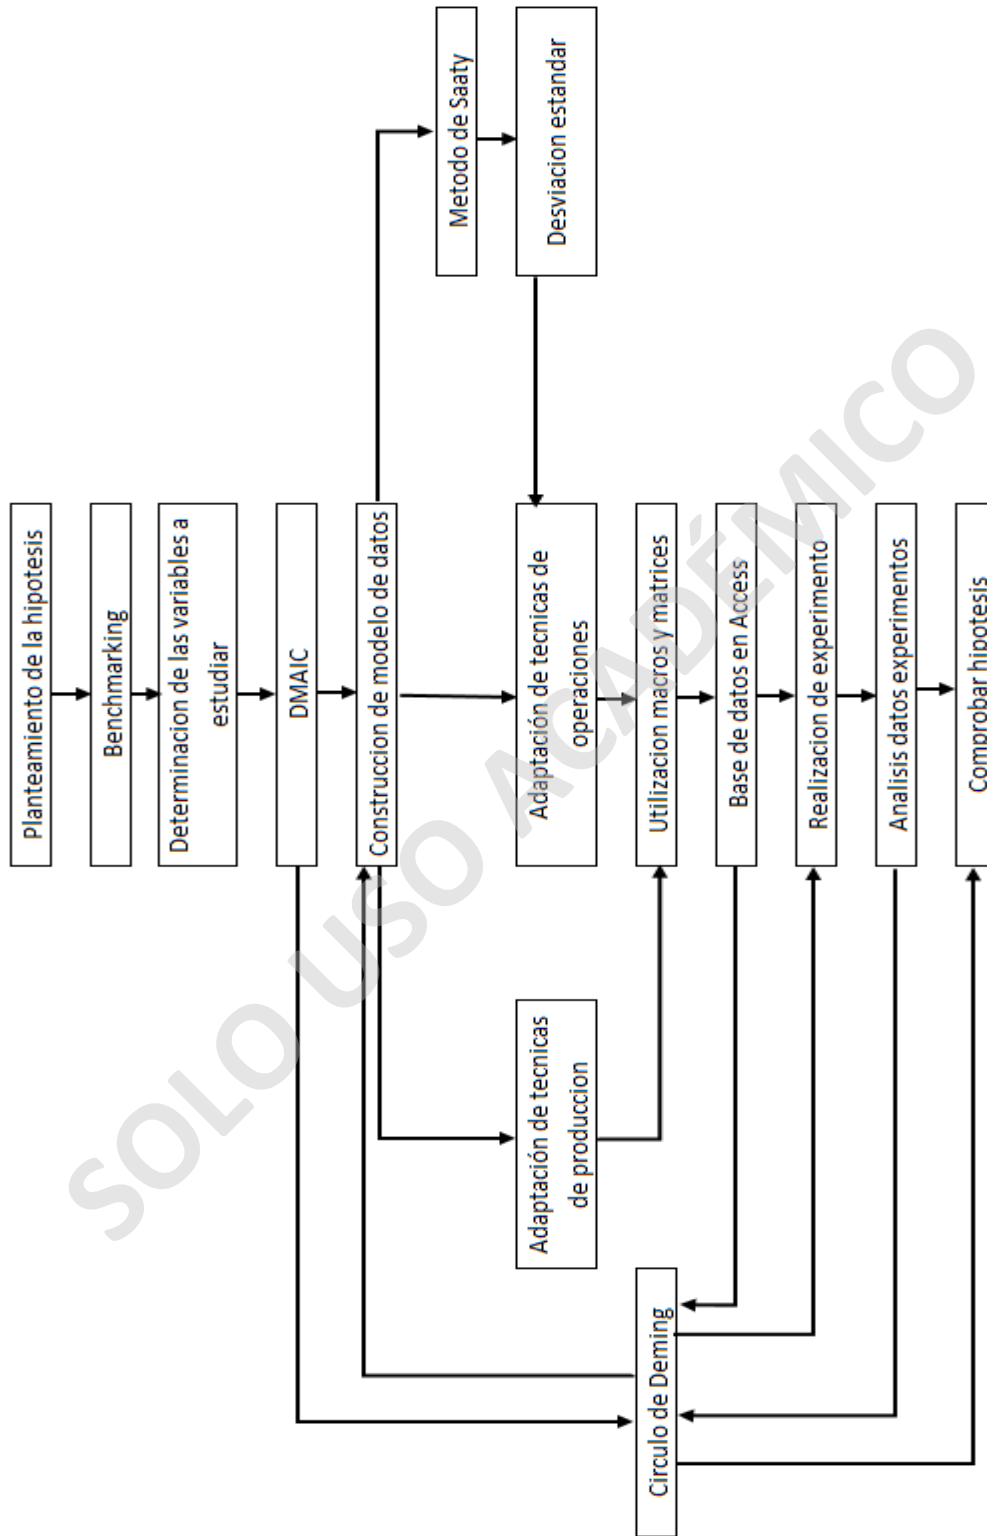 Planteamiento de la hipotesis
Benchmarking
Determinacion de las variables a
estudiar
DMAIC
Construccion de modelo de datos
Metodo de Saaty
Desviacion estandar
Adaptación de tecnicas de
operaciones
Adaptación de tecnicas
de produccion
Utilizacion macros y matrices
Circulo de Deming
Base de datos en Access
Realizacion de experimento
Analisis datos experimentos
Comprobar hipotesis
SOLO USO ACADÉMICO